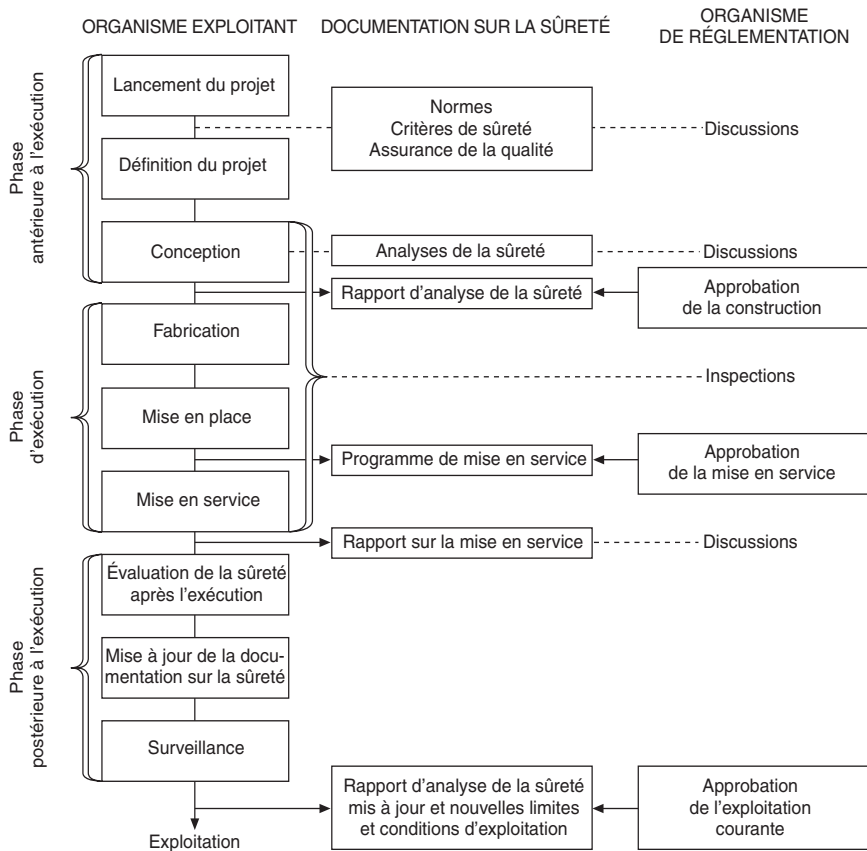 ORGANISME EXPLOITANT
DOCUMENTATION SUR LA SÛRETÉ
ORGANISME
DE RÉGLEMENTATION
Phase
antérieure à l'exécution
Lancement du projet
Normes
Critères de sûreté
Assurance de la qualité
Discussions
Définition du projet
Conception
Analyses de la sûreté
Discussions
Rapport d'analyse de la sûreté
Approbation
de la construction
Phase
d'exécution
Fabrication
Inspections
Mise en place
Programme de mise en service
Approbation
de la mise en service
Mise en service
Rapport sur la mise en service
Discussions
Phase
postérieure à l'exécution
Évaluation de la sûreté
après l'exécution
Mise à jour de la docu-
mentation sur la sûreté
Surveillance
Rapport d'analyse de la sûreté
mis à jour et nouvelles limites
et conditions d'exploitation
Approbation
de l'exploitation
courante
Exploitation